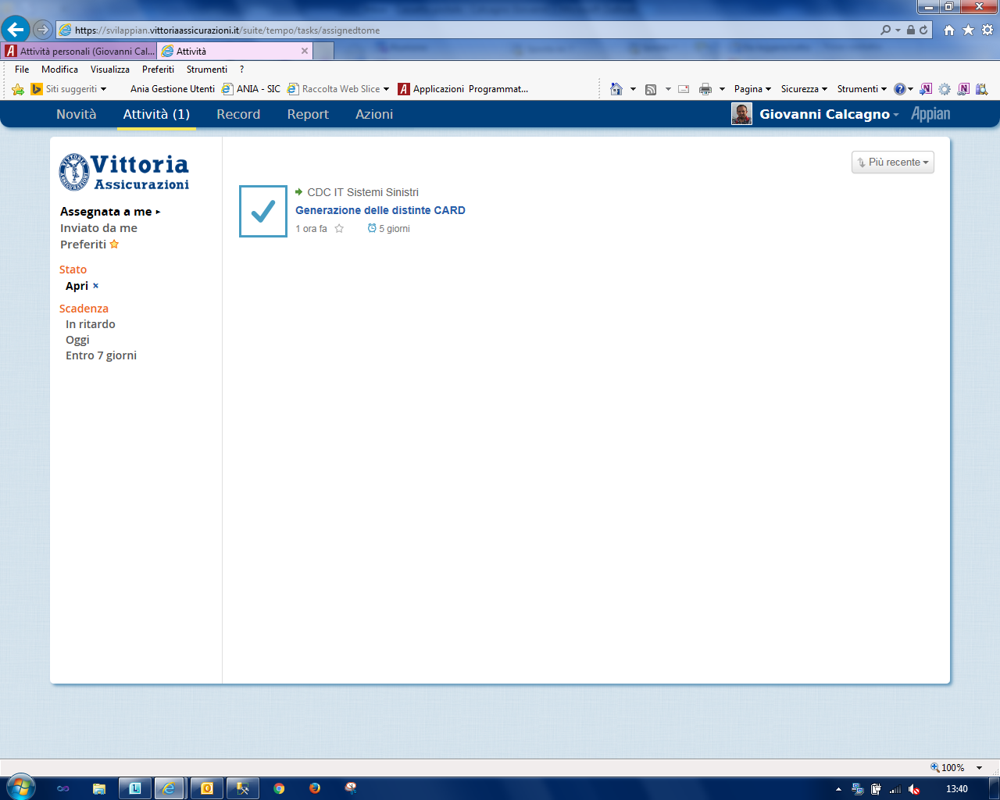 https://svilappian.vittoriaassicurazioni.it/suite/tempo/tasks/assignedtome
Attività personali (Giovanni Cal...
Attività
File Modifica Visualizza Preferiti Strumenti ?
Siti suggeriti Ania Gestione Utenti ANIA - SIC Raccolta Web Slice Applicazioni Programmat... Pagina Sicurezza Strumenti
Novità Attività (1) Record Report Azioni Giovanni Calcagno Appian
Vittoria
Assicurazioni
Assegnata a me
Inviato da me
Preferiti
Stato
Apri
Scadenza
In ritardo
Oggi
Entro 7 giorni
Più recente
CDC IT Sistemi Sinistri
Generazione delle distinte CARD
1 ora fa 5 giorni
100%
13:40